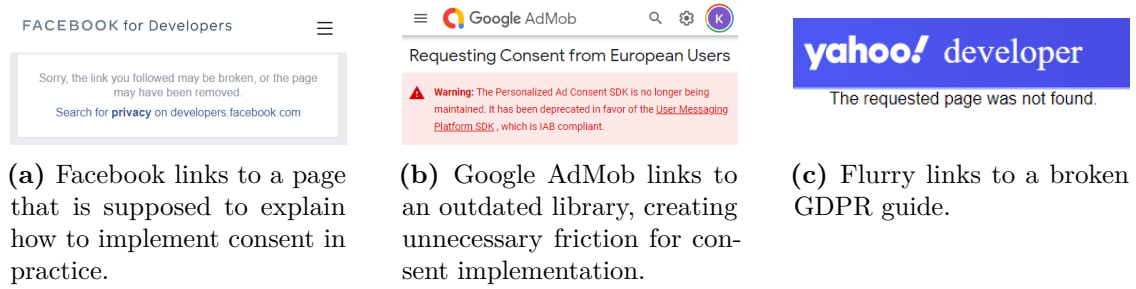 FACEBOOK for Developers
Sorry, the link you followed may be broken, or the page
may have been removed.
Search for privacy on developers.facebook.com
(a) Facebook links to a page
that is supposed to explain
how to implement consent in
practice.
Google AdMob
K
Requesting Consent from European Users
Warning: The Personalized Ad Consent SDK is no longer being
maintained. It has been deprecated in favor of the User Messaging
Platform SDK , which is IAB compliant.
(b) Google AdMob links to
an outdated library, creating
unnecessary friction for con-
sent implementation.
yahoo! developer
The requested page was not found.
(c) Flurry links to a broken
GDPR guide.